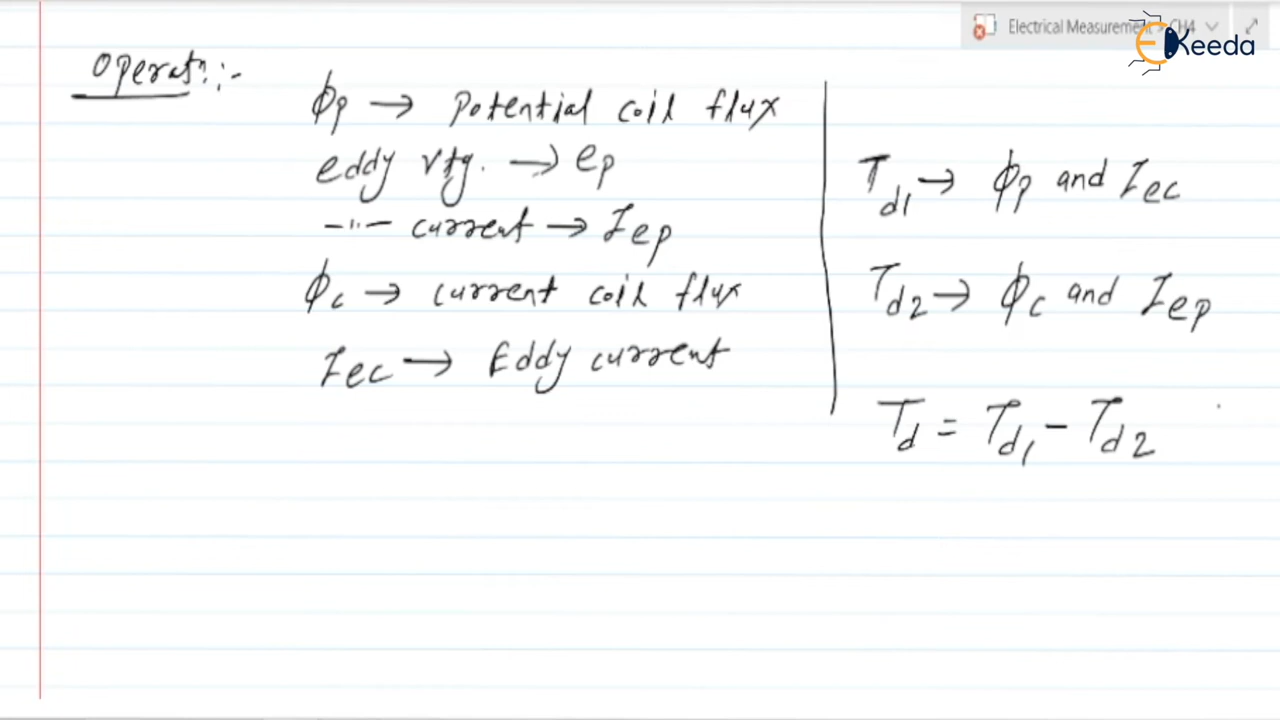 Electrical Measurement > CH4
EKeeda
Operatn:-
ϕp → Potential coil flux
eddy vtg. → ep
—"— current → Iep
ϕc → current coil flux
Iec → Eddy current
Td1 → ϕp and Iec
Td2 → ϕc and Iep
Td = Td1 - Td2